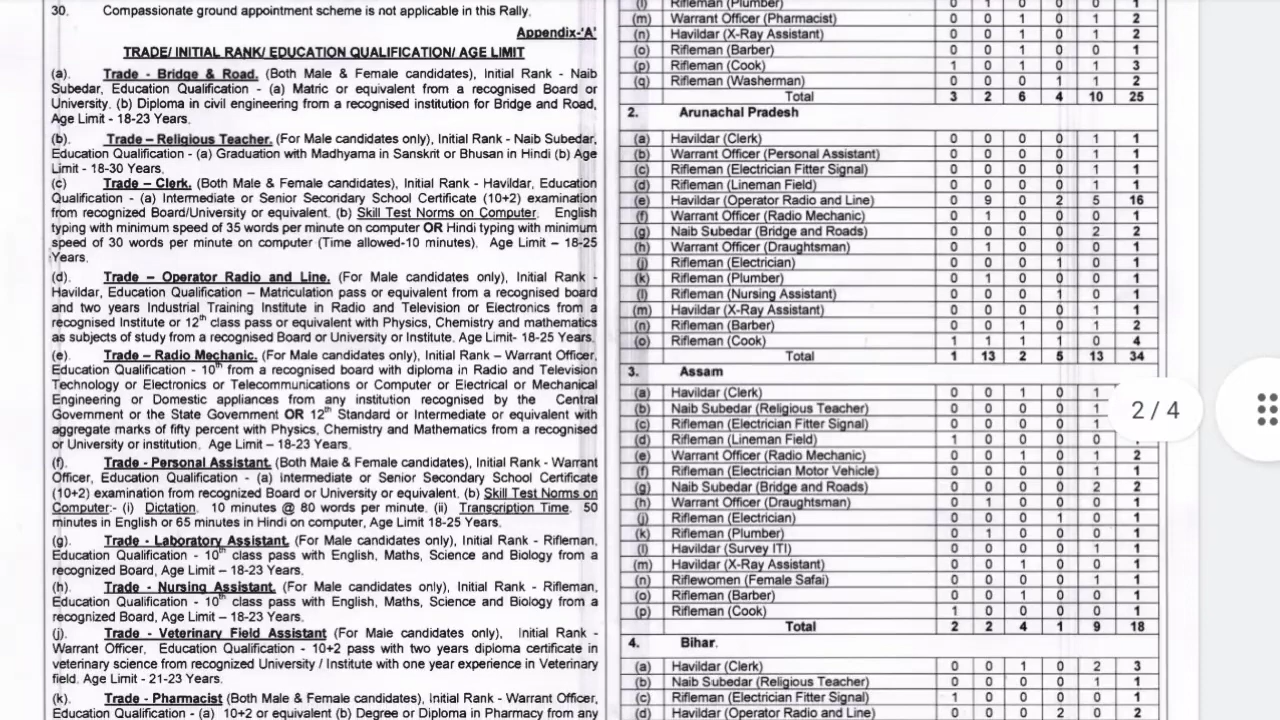 30. Compassionate ground appointment scheme is not applicable in this Rally.
Appendix-'A'
TRADE/ INITIAL RANK/ EDUCATION QUALIFICATION/ AGE LIMIT
(a). Trade - Bridge & Road. (Both Male & Female candidates), Initial Rank - Naib
Subedar, Education Qualification - (a) Matric or equivalent from a recognised Board or
University. (b) Diploma in civil engineering from a recognised institution for Bridge and Road,
Age Limit - 18-23 Years.
(b). Trade – Religious Teacher. (For Male candidates only), Initial Rank - Naib Subedar,
Education Qualification - (a) Graduation with Madhyama in Sanskrit or Bhusan in Hindi (b) Age
Limit - 18-30 Years.
(c) Trade – Clerk. (Both Male & Female candidates), Initial Rank - Havildar, Education
Qualification - (a) Intermediate or Senior Secondary School Certificate (10+2) examination
from recognized Board/University or equivalent. (b) Skill Test Norms on Computer. English
typing with minimum speed of 35 words per minute on computer OR Hindi typing with minimum
speed of 30 words per minute on computer (Time allowed-10 minutes). Age Limit – 18-25
Years.
(d). Trade – Operator Radio and Line. (For Male candidates only), Initial Rank -
Havildar, Education Qualification – Matriculation pass or equivalent from a recognised board
and two years Industrial Training Institute in Radio and Television or Electronics from a
recognised Institute or 12th class pass or equivalent with Physics, Chemistry and mathematics
as subjects of study from a recognised Board or University or Institute. Age Limit- 18-25 Years.
(e). Trade – Radio Mechanic. (For Male candidates only), Initial Rank – Warrant Officer,
Education Qualification - 10th from a recognised board with diploma in Radio and Television
Technology or Electronics or Telecommunications or Computer or Electrical or Mechanical
Engineering or Domestic appliances from any institution recognised by the Central
Government or the State Government OR 12th Standard or Intermediate or equivalent with
aggregate marks of fifty percent with Physics, Chemistry and Mathematics from a recognised
or University or institution. Age Limit – 18-23 Years.
(f). Trade - Personal Assistant. (Both Male & Female candidates), Initial Rank - Warrant
Officer, Education Qualification - (a) Intermediate or Senior Secondary School Certificate
(10+2) examination from recognized Board or University or equivalent. (b) Skill Test Norms on
Computer:- (i) Dictation. 10 minutes @ 80 words per minute. (ii) Transcription Time. 50
minutes in English or 65 minutes in Hindi on computer, Age Limit 18-25 Years.
(g). Trade - Laboratory Assistant. (For Male candidates only), Initial Rank - Rifleman,
Education Qualification - 10th class pass with English, Maths, Science and Biology from a
recognized Board, Age Limit – 18-23 Years.
(h). Trade - Nursing Assistant. (For Male candidates only), Initial Rank - Rifleman,
Education Qualification - 10th class pass with English, Maths, Science and Biology from a
recognized Board, Age Limit – 18-23 Years.
(j). Trade - Veterinary Field Assistant (For Male candidates only), Initial Rank -
Warrant Officer, Education Qualification - 10+2 pass with two years diploma certificate in
veterinary science from recognized University / Institute with one year experience in Veterinary
field. Age Limit - 21-23 Years.
(k). Trade - Pharmacist (Both Male & Female candidates), Initial Rank - Warrant Officer,
Education Qualification - (a) 10+2 or equivalent (b) Degree or Diploma in Pharmacy from any
(l) Rifleman (Plumber) 0 1 0 0 0 1
(m) Warrant Officer (Pharmacist) 0 0 1 0 1 2
(n) Havildar (X-Ray Assistant) 0 0 1 0 1 2
(o) Rifleman (Barber) 0 0 1 0 0 1
(p) Rifleman (Cook) 1 0 1 0 1 3
(q) Rifleman (Washerman) 0 0 0 1 1 2
Total 3 2 6 4 10 25
2. Arunachal Pradesh
(a) Havildar (Clerk) 0 0 0 0 1 1
(b) Warrant Officer (Personal Assistant) 0 0 0 0 1 1
(c) Rifleman (Electrician Fitter Signal) 0 0 0 0 1 1
(d) Rifleman (Lineman Field) 0 0 0 0 1 1
(e) Havildar (Operator Radio and Line) 0 9 0 2 5 16
(f) Warrant Officer (Radio Mechanic) 0 1 0 0 0 1
(g) Naib Subedar (Bridge and Roads) 0 0 0 0 2 2
(h) Warrant Officer (Draughtsman) 0 1 0 0 0 1
(j) Rifleman (Electrician) 0 0 0 1 0 1
(k) Rifleman (Plumber) 0 1 0 0 0 1
(l) Rifleman (Nursing Assistant) 0 0 0 1 0 1
(m) Havildar (X-Ray Assistant) 0 0 0 0 1 1
(n) Rifleman (Barber) 0 0 1 0 1 2
(o) Rifleman (Cook) 1 1 1 1 0 4
Total 1 13 2 5 13 34
3. Assam
(a) Havildar (Clerk) 0 0 1 0 1
(b) Naib Subedar (Religious Teacher) 0 0 0 0 1
(c) Rifleman (Electrician Fitter Signal) 0 0 0 0 1
(d) Rifleman (Lineman Field) 1 0 0 0 0
(e) Warrant Officer (Radio Mechanic) 0 0 1 0 1 2
(f) Rifleman (Electrician Motor Vehicle) 0 0 0 0 1 1
(g) Naib Subedar (Bridge and Roads) 0 0 0 0 2 2
(h) Warrant Officer (Draughtsman) 0 1 0 0 0 1
(j) Rifleman (Electrician) 0 0 0 1 0 1
(k) Rifleman (Plumber) 0 1 0 0 0 1
(l) Havildar (Survey ITI) 0 0 0 0 1 1
(m) Havildar (X-Ray Assistant) 0 0 1 0 0 1
(n) Riflewomen (Female Safai) 0 0 0 0 1 1
(o) Rifleman (Barber) 0 0 1 0 0 1
(p) Rifleman (Cook) 1 0 0 0 0 1
Total 2 2 4 1 9 18
4. Bihar.
(a) Havildar (Clerk) 0 0 1 0 2 3
(b) Naib Subedar (Religious Teacher) 0 0 0 0 1 1
(c) Rifleman (Electrician Fitter Signal) 1 0 0 0 0 1
(d) Havildar (Operator Radio and Line) 0 0 0 2 0 2
2 / 4